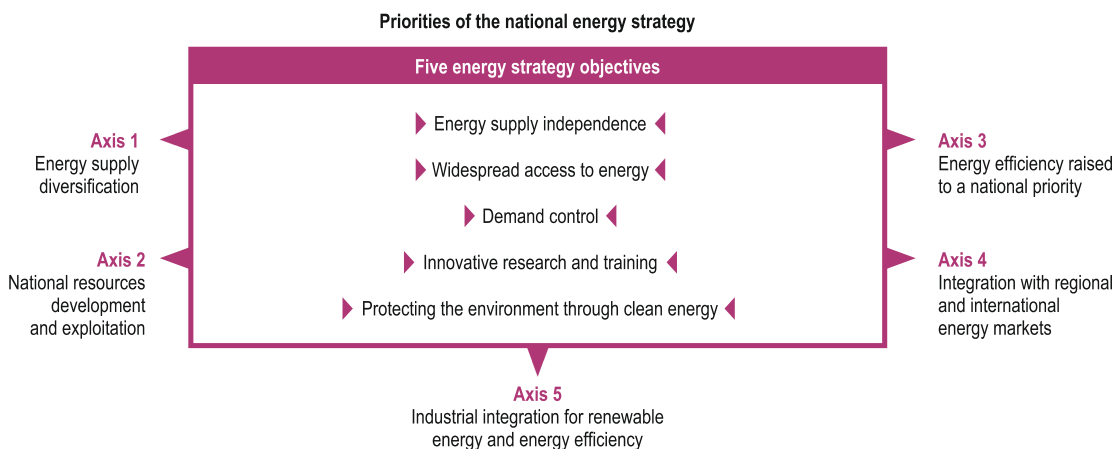 Priorities of the national energy strategy
Five energy strategy objectives
Energy supply independence
Widespread access to energy
Demand control
Innovative research and training
Protecting the environment through clean energy
Axis 1
Energy supply
diversification
Axis 2
National resources
development
and exploitation
Axis 3
Energy efficiency raised
to a national priority
Axis 4
Integration with regional
and international
energy markets
Axis 5
Industrial integration for renewable
energy and energy efficiency